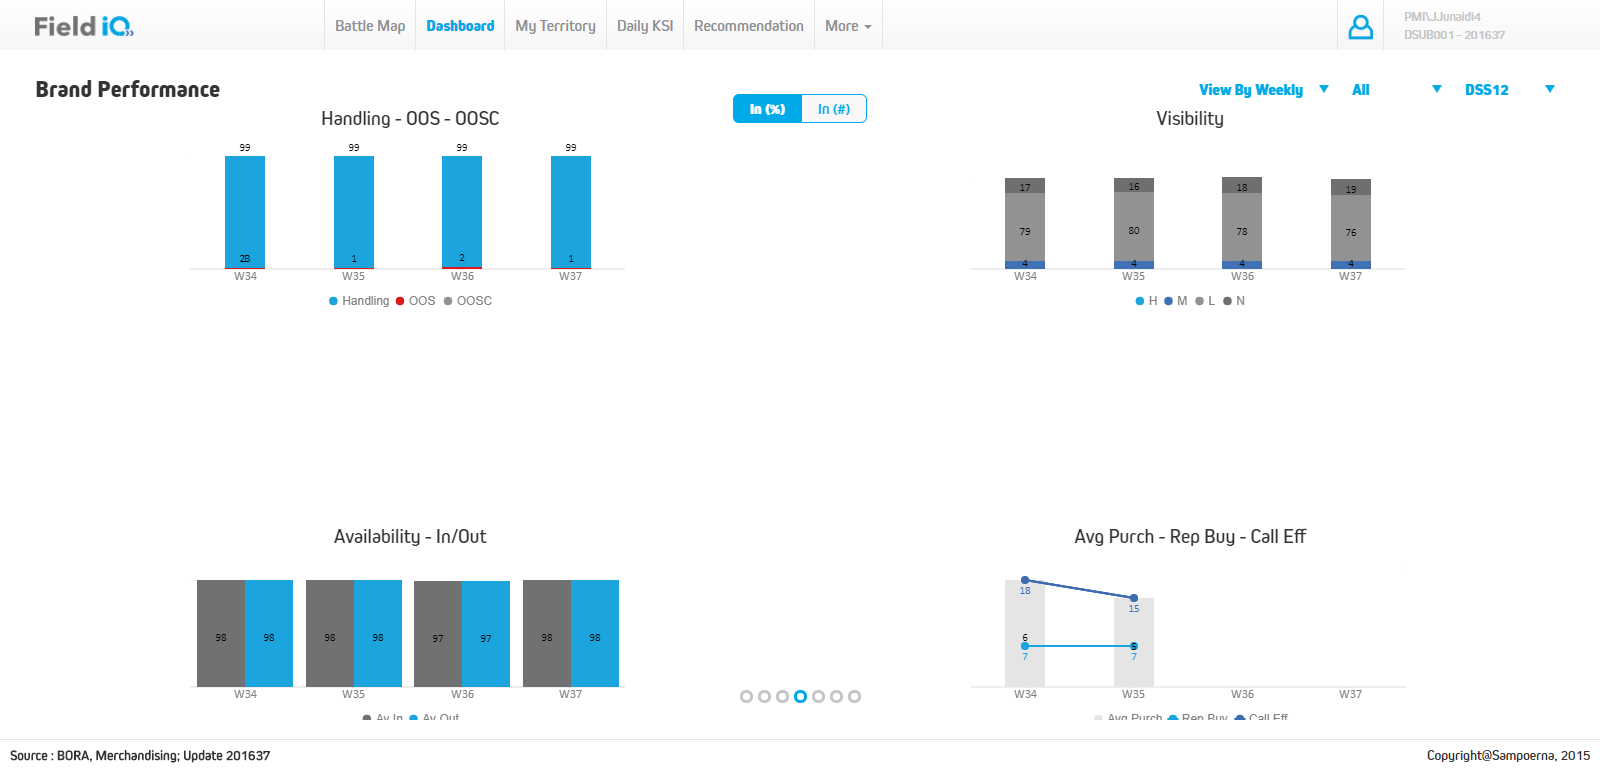 Field iQ
Battle Map
Dashboard
My Territory
Daily KSI
Recommendation
More
PMI\JJunaidi4
DSUB001 - 201637
Brand Performance
In (%)
In (#)
View By Weekly
All
DSS12
Handling - OOS - OOSC
99 99 99 99
1 2 1
W34 W35 W36 W37
Handling OOS OOSC
Visibility
17 16 18 19
79 80 78 76
4 4 4 4
W34 W35 W36 W37
H M L N
Availability - In/Out
98 98 98 98 97 97 98 98
W34 W35 W36 W37
Av In Av Out
Avg Purch - Rep Buy - Call Eff
18 15
6
7 7
W34 W35 W36 W37
Avg Purch Rep Buy Call Eff
Source : BORA, Merchandising; Update 201637
Copyright@Sampoerna, 2015